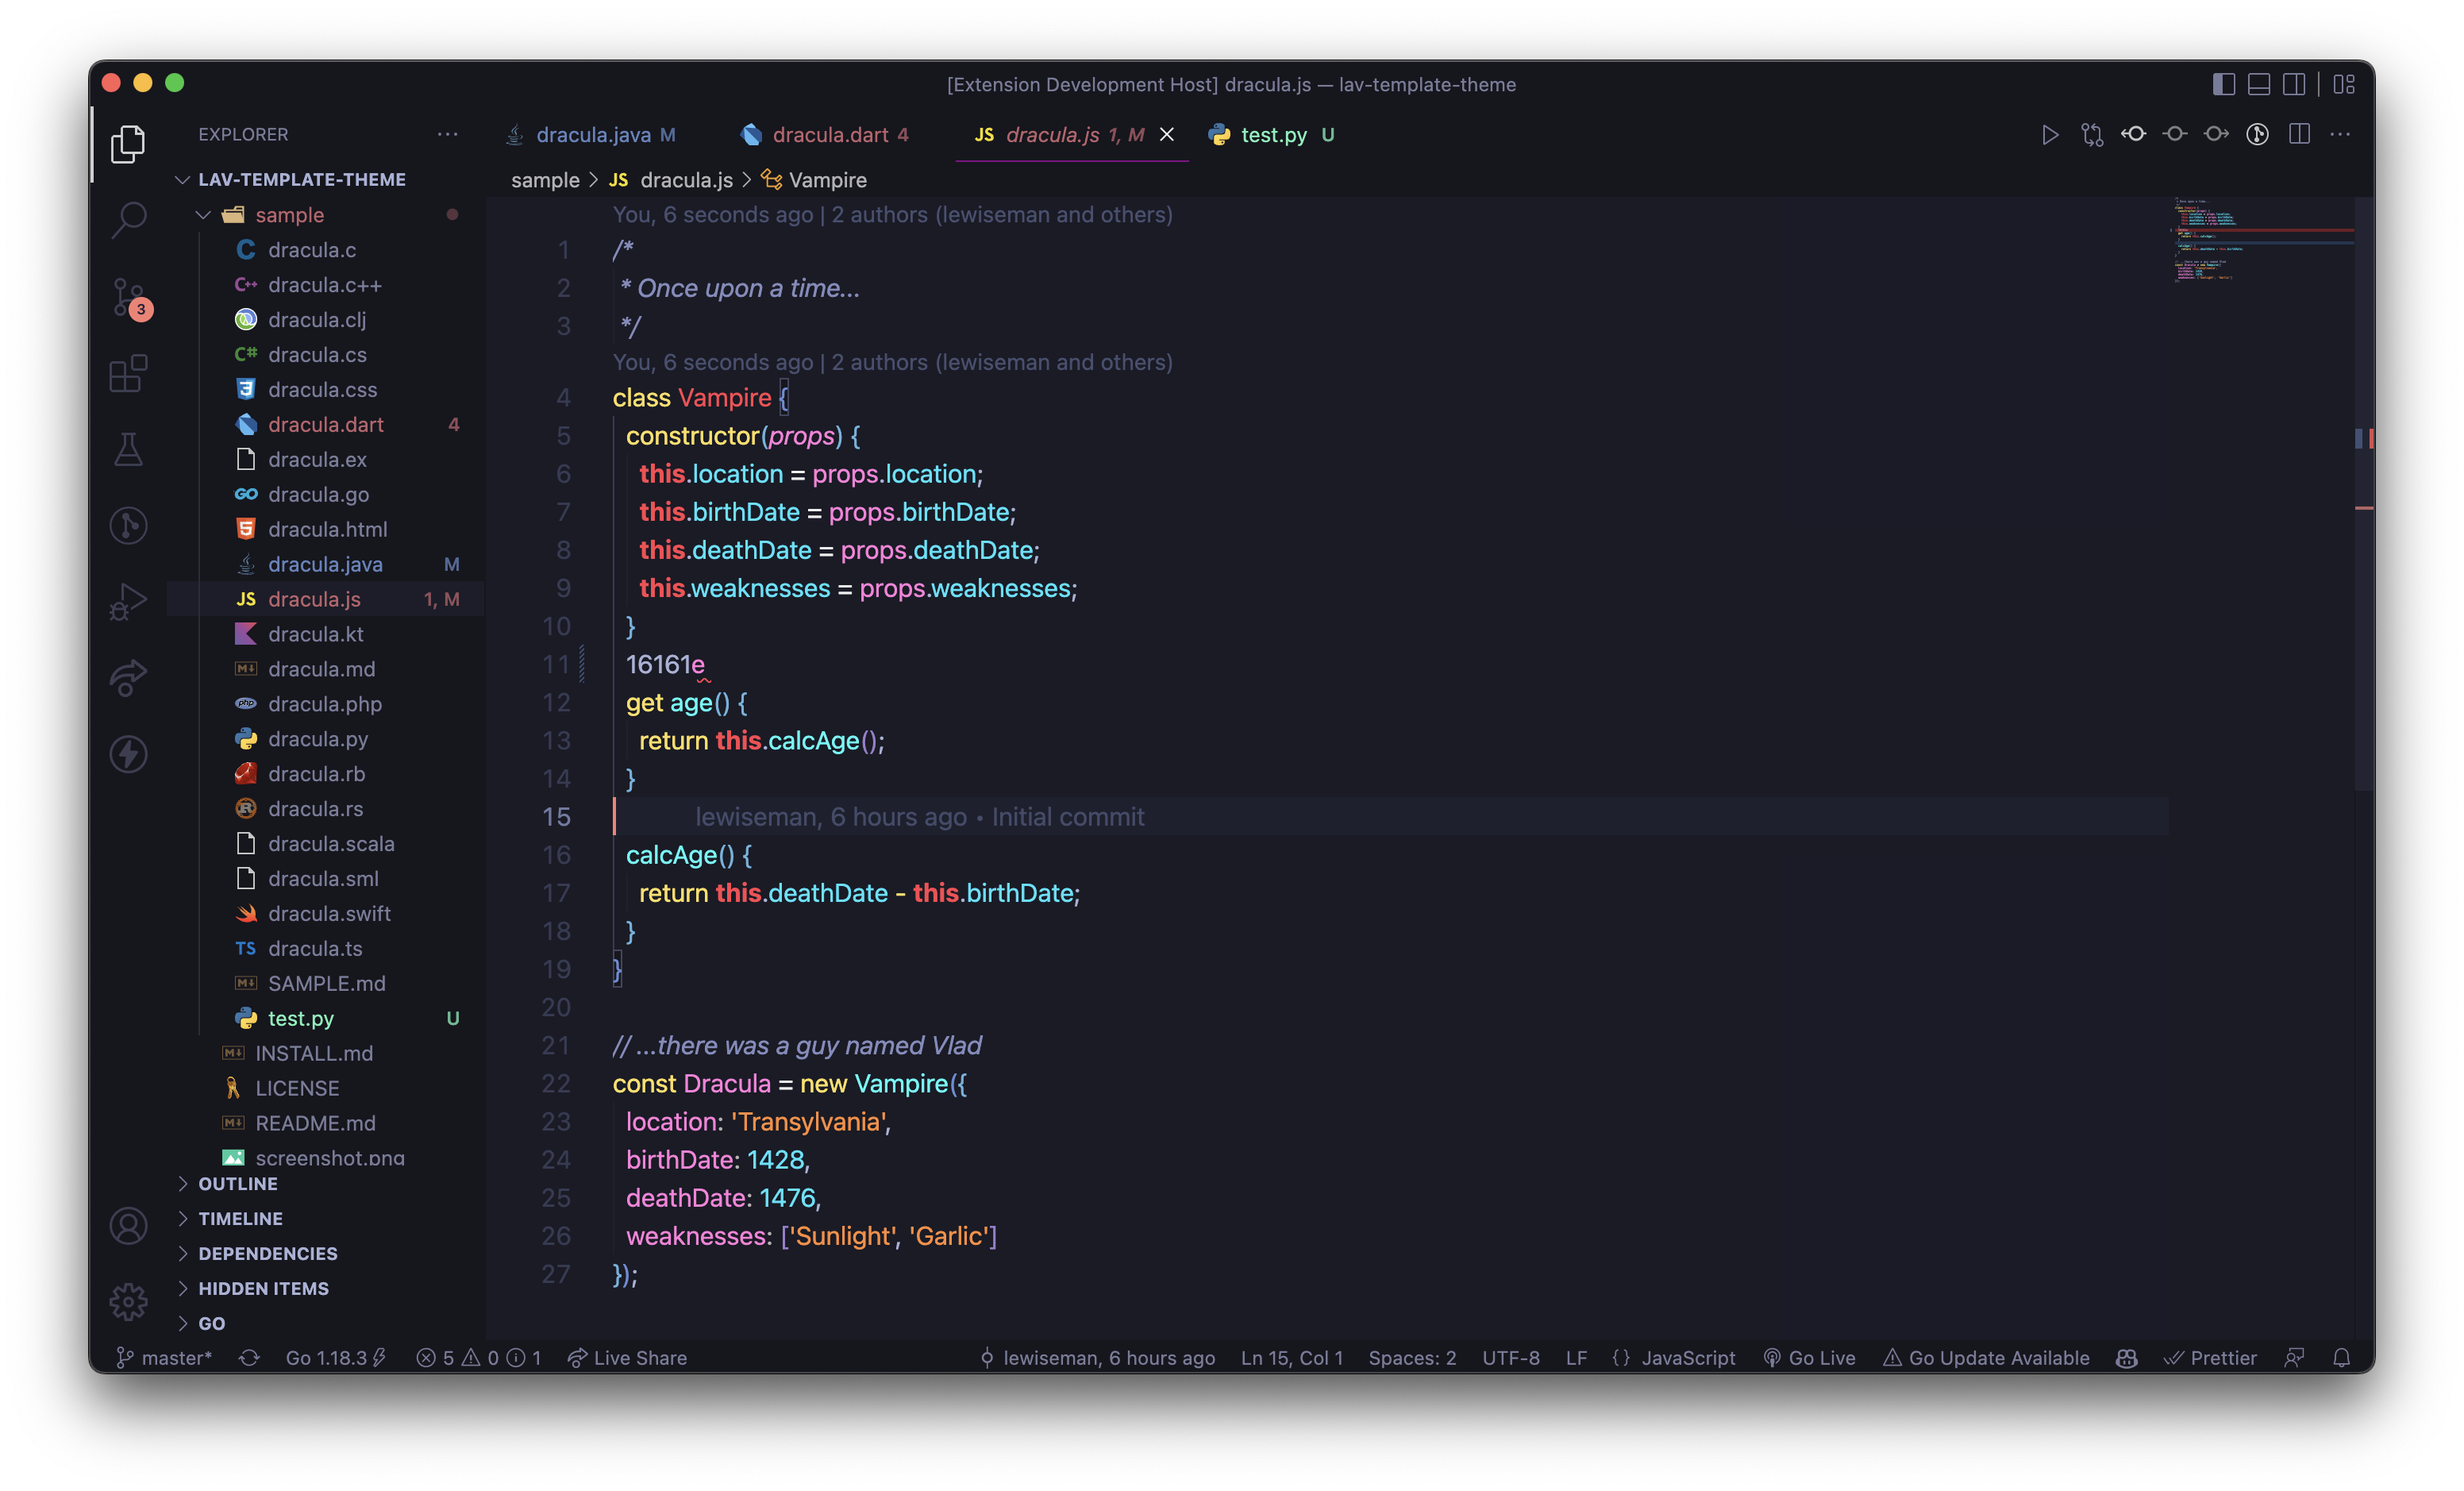 [Extension Development Host] dracula.js — lav-template-theme
EXPLORER
dracula.java M
dracula.dart 4
JS dracula.js 1, M
test.py U
sample > JS dracula.js > Vampire
LAV-TEMPLATE-THEME
sample
C dracula.c
C++ dracula.c++
dracula.clj
C# dracula.cs
3 dracula.css
dracula.dart 4
dracula.ex
GO dracula.go
5 dracula.html
dracula.java M
JS dracula.js 1, M
dracula.kt
M↓ dracula.md
php dracula.php
dracula.py
dracula.rb
R dracula.rs
dracula.scala
dracula.sml
dracula.swift
TS dracula.ts
M↓ SAMPLE.md
test.py U
M↓ INSTALL.md
LICENSE
M↓ README.md
screenshot.png
OUTLINE
TIMELINE
DEPENDENCIES
HIDDEN ITEMS
GO
3
You, 6 seconds ago | 2 authors (lewiseman and others)
1 /*
2 * Once upon a time...
3 */
You, 6 seconds ago | 2 authors (lewiseman and others)
4 class Vampire {
5 constructor(props) {
6 this.location = props.location;
7 this.birthDate = props.birthDate;
8 this.deathDate = props.deathDate;
9 this.weaknesses = props.weaknesses;
10 }
11 16161e
12 get age() {
13 return this.calcAge();
14 }
15 lewiseman, 6 hours ago • Initial commit
16 calcAge() {
17 return this.deathDate - this.birthDate;
18 }
19 }
20
21 // ...there was a guy named Vlad
22 const Dracula = new Vampire({
23 location: 'Transylvania',
24 birthDate: 1428,
25 deathDate: 1476,
26 weaknesses: ['Sunlight', 'Garlic']
27 });
master* Go 1.18.3 5 0 1 Live Share lewiseman, 6 hours ago Ln 15, Col 1 Spaces: 2 UTF-8 LF {} JavaScript Go Live Go Update Available Prettier